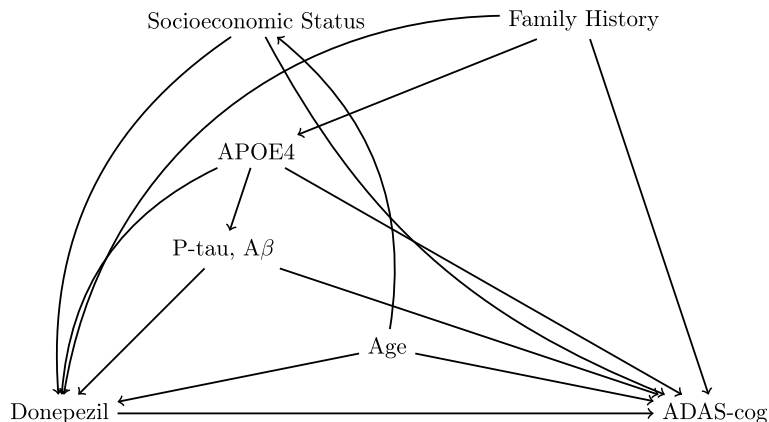 Socioeconomic Status
Family History
APOE4
P-tau, Aβ
Age
Donepezil
ADAS-cog